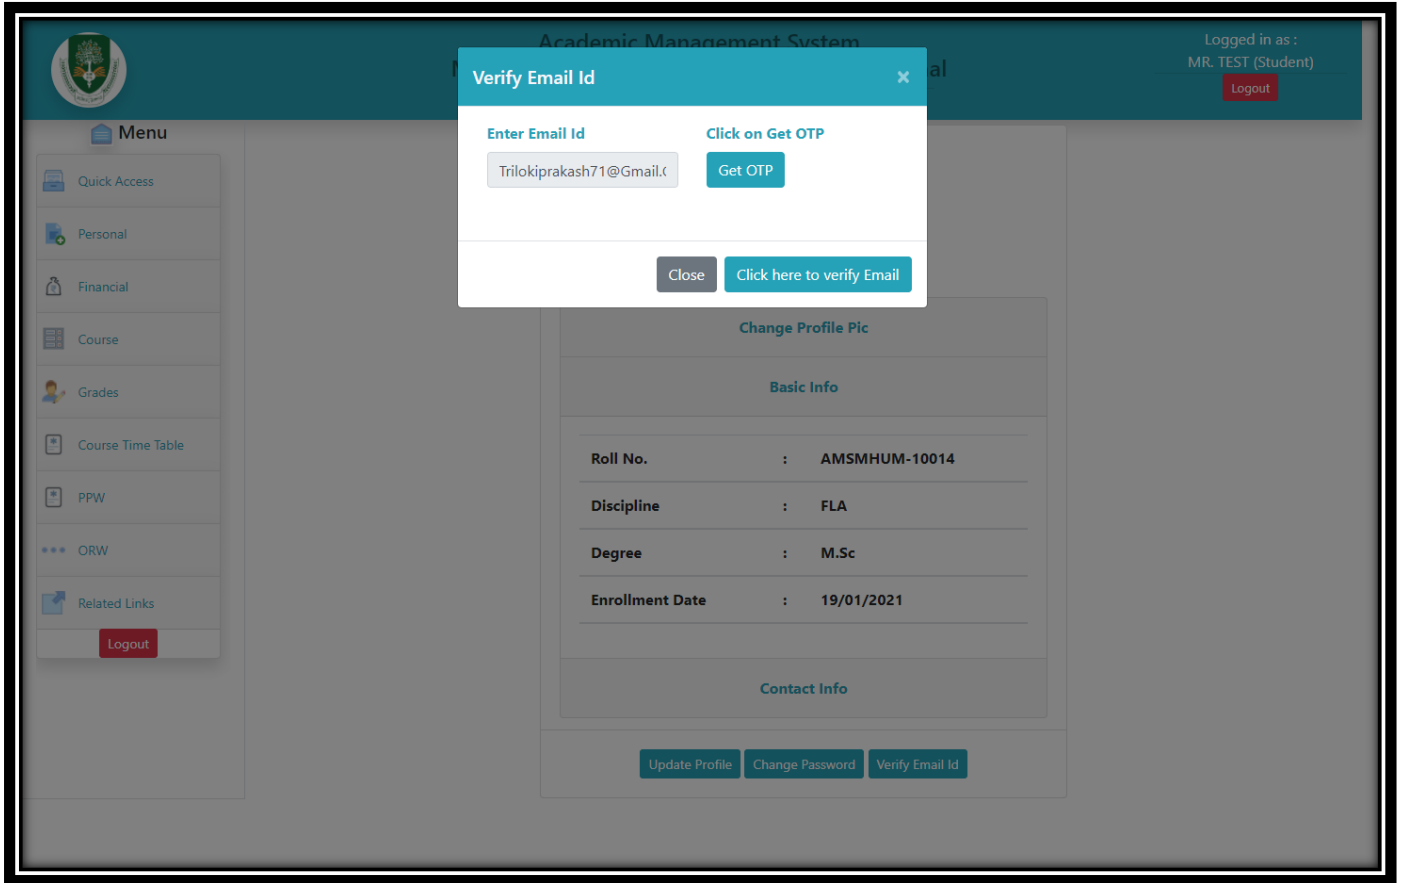 Academic Management System
al
Logged in as :
MR. TEST (Student)
Logout
Verify Email Id
×
Enter Email Id
Click on Get OTP
Trilokiprakash71@Gmail.
Get OTP
Close
Click here to verify Email
Menu
Quick Access
Personal
Financial
Course
Grades
Course Time Table
PPW
ORW
Related Links
Logout
Change Profile Pic
Basic Info
Roll No. : AMSMHUM-10014
Discipline : FLA
Degree : M.Sc
Enrollment Date : 19/01/2021
Contact Info
Update Profile
Change Password
Verify Email Id